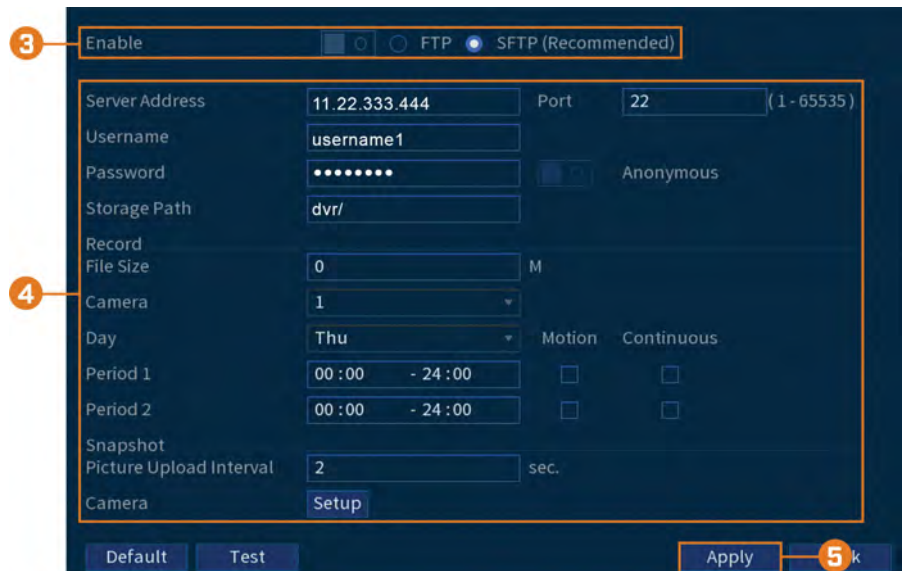 3 Enable FTP SFTP (Recommended)
Server Address 11.22.333.444 Port 22 (1-65535)
Username username1
Password •••••••• Anonymous
Storage Path dvr/
Record
File Size 0 M
4
Camera 1
Day Thu Motion Continuous
Period 1 00:00 - 24:00
Period 2 00:00 - 24:00
Snapshot
Picture Upload Interval 2 sec.
Camera Setup
Default Test Apply 5 k